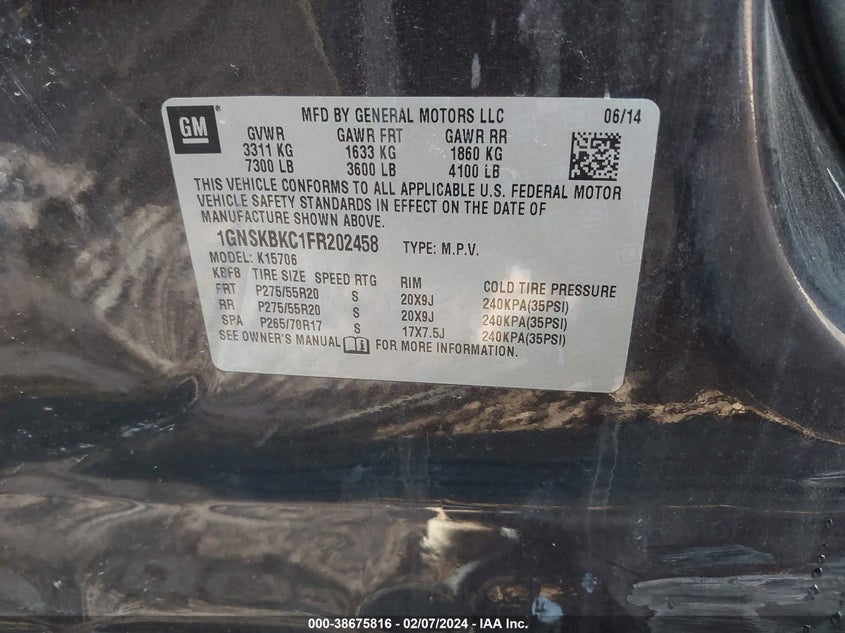 GM ® MFD BY GENERAL MOTORS LLC 06/14
GVWR GAWR FRT GAWR RR
3311 KG 1633 KG 1860 KG
7300 LB 3600 LB 4100 LB
THIS VEHICLE CONFORMS TO ALL APPLICABLE U.S. FEDERAL MOTOR
VEHICLE SAFETY STANDARDS IN EFFECT ON THE DATE OF
MANUFACTURE SHOWN ABOVE.
1GNSKBKC1FR202458 TYPE: M.P.V.
MODEL: K15706
TIRE SIZE SPEED RTG RIM COLD TIRE PRESSURE
FRT P275/55R20 S 20X9J 240KPA(35PSI)
RR P275/55R20 S 20X9J 240KPA(35PSI)
SPA P265/70R17 S 17X7.5J 240KPA(35PSI)
SEE OWNER'S MANUAL FOR MORE INFORMATION.
000-38675816 - 02/07/2024 - IAA Inc.